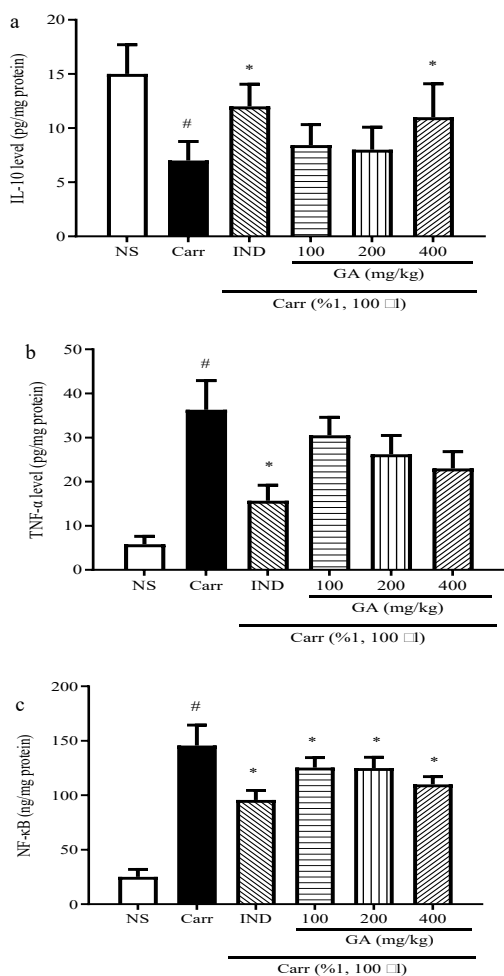 a
IL-10 level (pg/mg protein)
20
15
10
5
0
#
*
*
NS Carr IND 100 200 400
GA (mg/kg)
Carr (%1, 100 □l)
b
TNF-α level (pg/mg protein)
50
40
30
20
10
0
#
*
NS Carr IND 100 200 400
GA (mg/kg)
Carr (%1, 100 □l)
c
NF-κB (ng/mg protein)
200
150
100
50
0
#
*
*
*
*
NS Carr IND 100 200 400
GA (mg/kg)
Carr (%1, 100 □l)